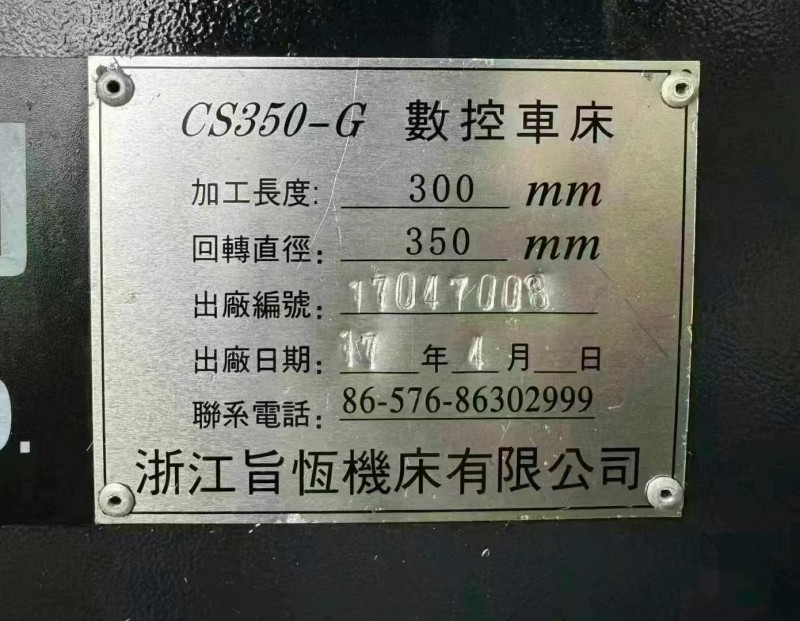 CS350-G 數控車床
加工長度: 300 mm
回轉直徑: 350 mm
出廠編號: 17047008
出廠日期: 17 年 4 月 日
聯系電話: 86-576-86302999
浙江旨恆機床有限公司